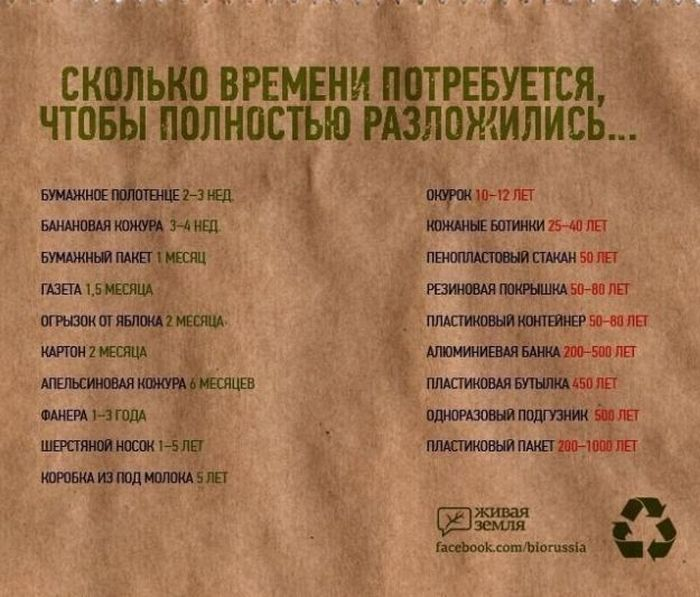 СКОЛЬКО ВРЕМЕНИ ПОТРЕБУЕТСЯ,
ЧТОБЫ ПОЛНОСТЬЮ РАЗЛОЖИЛИСЬ...
БУМАЖНОЕ ПОЛОТЕНЦЕ 2–3 НЕД.
БАНАНОВАЯ КОЖУРА 3–4 НЕД.
БУМАЖНЫЙ ПАКЕТ 1 МЕСЯЦ
ГАЗЕТА 1,5 МЕСЯЦА
ОГРЫЗОК ОТ ЯБЛОКА 2 МЕСЯЦА
КАРТОН 2 МЕСЯЦА
АПЕЛЬСИНОВАЯ КОЖУРА 6 МЕСЯЦЕВ
ФАНЕРА 1–3 ГОДА
ШЕРСТЯНОЙ НОСОК 1–5 ЛЕТ
КОРОБКА ИЗ ПОД МОЛОКА 5 ЛЕТ
ОКУРОК 10–12 ЛЕТ
КОЖАНЫЕ БОТИНКИ 25–40 ЛЕТ
ПЕНОПЛАСТОВЫЙ СТАКАН 50 ЛЕТ
РЕЗИНОВАЯ ПОКРЫШКА 50–80 ЛЕТ
ПЛАСТИКОВЫЙ КОНТЕЙНЕР 50–80 ЛЕТ
АЛЮМИНИЕВАЯ БАНКА 200–500 ЛЕТ
ПЛАСТИКОВАЯ БУТЫЛКА 450 ЛЕТ
ОДНОРАЗОВЫЙ ПОДГУЗНИК 500 ЛЕТ
ПЛАСТИКОВЫЙ ПАКЕТ 200–1000 ЛЕТ
живая
земля
facebook.com/biorussia